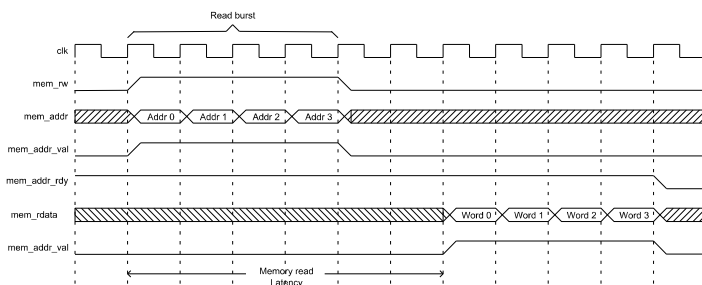 Read burst
clk
mem_rw
mem_addr Addr 0 Addr 1 Addr 2 Addr 3
mem_addr_val
mem_addr_rdy
mem_rdata Word 0 Word 1 Word 2 Word 3
mem_addr_val
Memory read
Latency